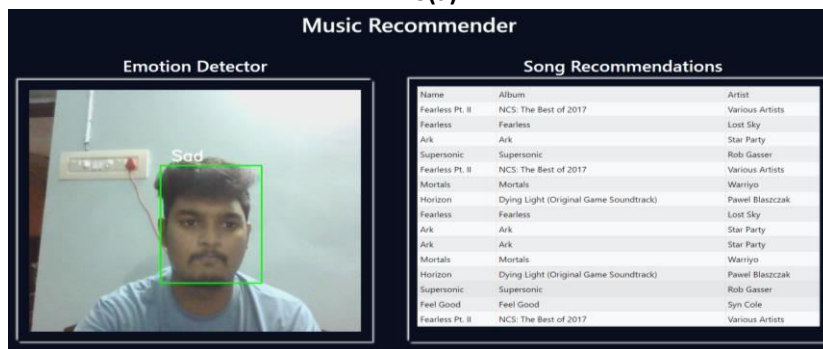 Music Recommender
Emotion Detector
Sad
Song Recommendations
Name Album Artist
Fearless Pt. II NCS: The Best of 2017 Various Artists
Fearless Fearless Lost Sky
Ark Ark Star Party
Supersonic Supersonic Rob Gasser
Fearless Pt. II NCS: The Best of 2017 Various Artists
Mortals Mortals Warriyo
Horizon Dying Light (Original Game Soundtrack) Pawel Blaszczak
Fearless Fearless Lost Sky
Ark Ark Star Party
Ark Ark Star Party
Mortals Mortals Warriyo
Horizon Dying Light (Original Game Soundtrack) Pawel Blaszczak
Supersonic Supersonic Rob Gasser
Feel Good Feel Good Syn Cole
Fearless Pt. II NCS: The Best of 2017 Various Artists